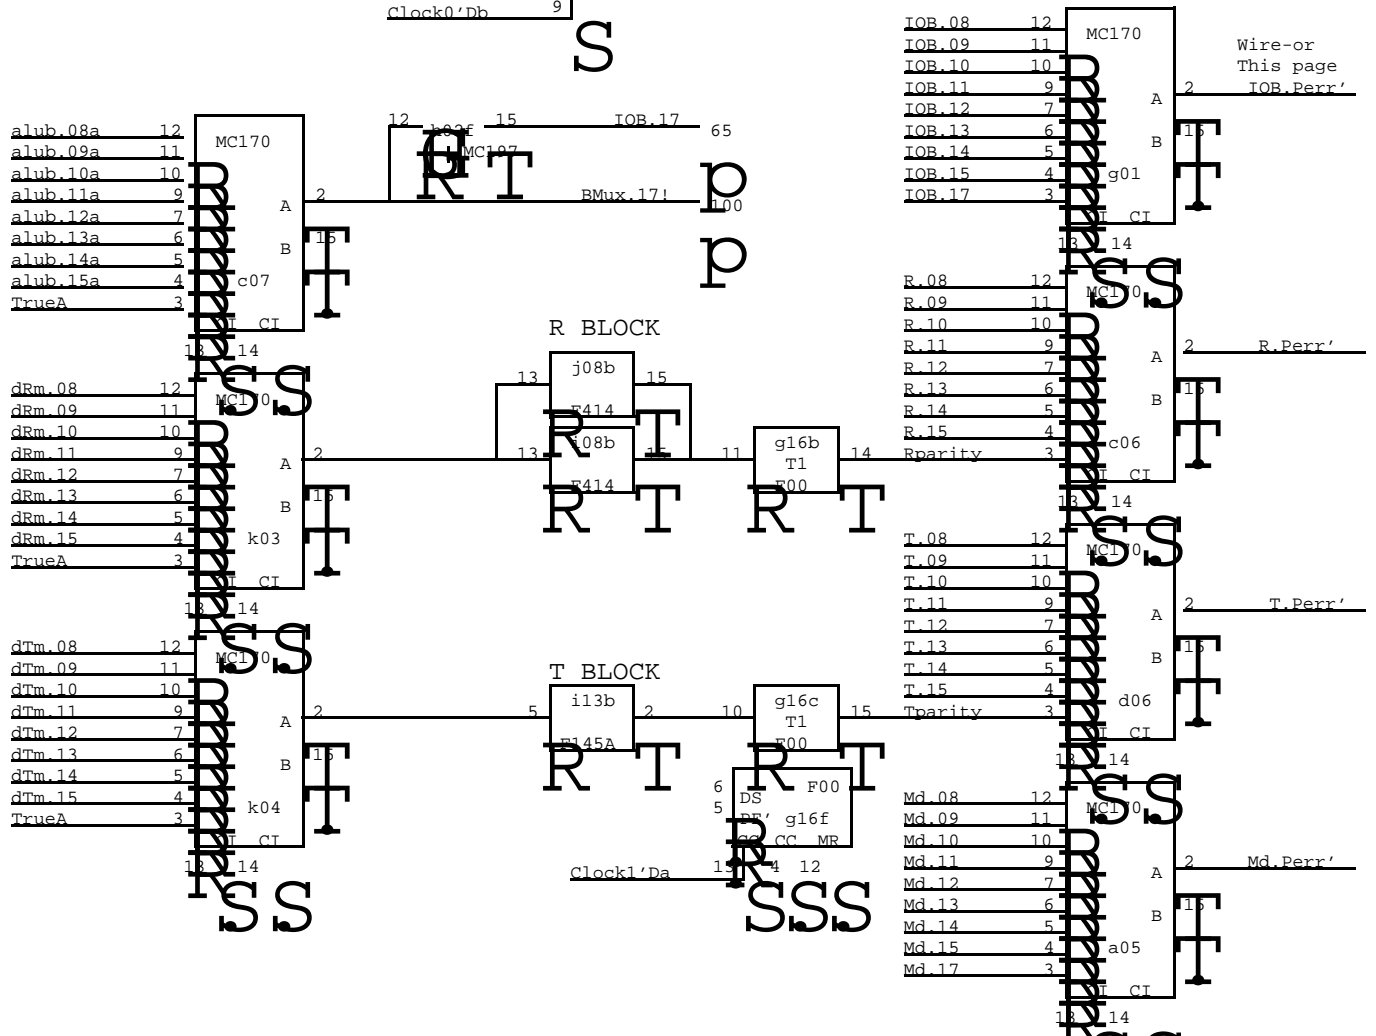 Clock0'Db 9
S
IOB.08 12
IOB.09 11
IOB.10 10
IOB.11 9
IOB.12 7
IOB.13 6
IOB.14 5
IOB.15 4
IOB.17 3
MC170
A
B
g01
CI
13 14
2
15
T
T
Wire-or
This page
IOB.Perr'
alub.08a 12
alub.09a 11
alub.10a 10
alub.11a 9
alub.12a 7
alub.13a 6
alub.14a 5
alub.15a 4
TrueA 3
MC170
A
B
c07
CI
13 14
2
15
T
T
12
h02f
MC197
R T
15 IOB.17 65
p
BMux.17! 100
p
S S
R.08 12
R.09 11
R.10 10
R.11 9
R.12 7
R.13 6
R.14 5
R.15 4
Rparity 3
MC170
A
B
c06
CI
13 14
2 R.Perr'
15
T
T
S S
dRm.08 12
dRm.09 11
dRm.10 10
dRm.11 9
dRm.12 7
dRm.13 6
dRm.14 5
dRm.15 4
TrueA 3
MC170
A
B
k03
CI
13 14
2
15
T
T
R BLOCK
13 j08b 15
F414
R T
13 i08b 15
F414
R T
11 g16b 14
T1
F00
R T
S S
T.08 12
T.09 11
T.10 10
T.11 9
T.12 7
T.13 6
T.14 5
T.15 4
Tparity 3
MC170
A
B
d06
CI
13 14
2 T.Perr'
15
T
T
S S
dTm.08 12
dTm.09 11
dTm.10 10
dTm.11 9
dTm.12 7
dTm.13 6
dTm.14 5
dTm.15 4
TrueA 3
MC170
A
B
k04
CI
13 14
2
15
T
T
S S
T BLOCK
5 i13b 2
F145A
R T
10 g16c 15
T1
F00
R T
6 F00
5 DS
PE' g16f
CC CC MR
Clock1'Da 13 4 12
R
S S S
S S
Md.08 12
Md.09 11
Md.10 10
Md.11 9
Md.12 7
Md.13 6
Md.14 5
Md.15 4
Md.17 3
MC170
A
B
a05
CI
13 14
2 Md.Perr'
15
T
T
S S